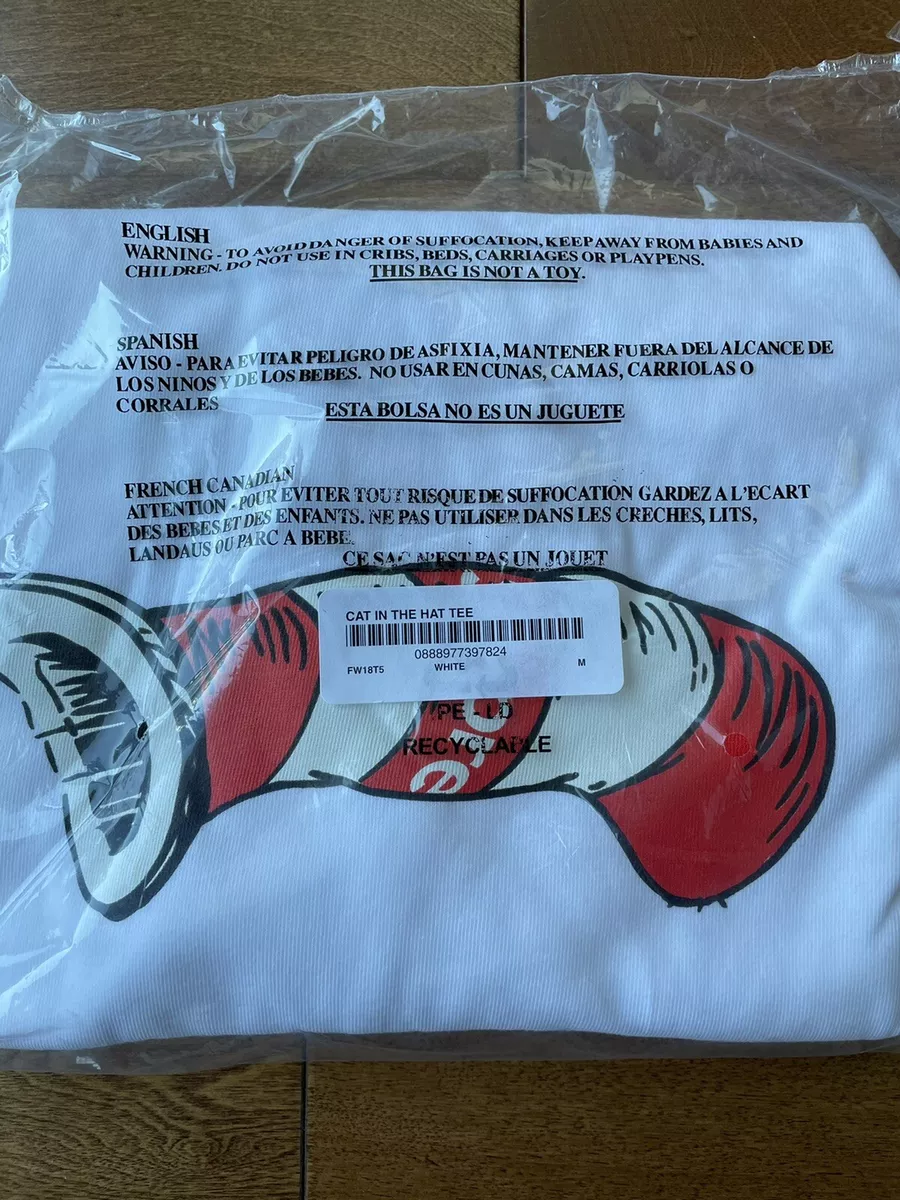 ENGLISH
WARNING - TO AVOID DANGER OF SUFFOCATION, KEEP AWAY FROM BABIES AND
CHILDREN. DO NOT USE IN CRIBS, BEDS, CARRIAGES OR PLAYPENS.
THIS BAG IS NOT A TOY.
SPANISH
AVISO - PARA EVITAR PELIGRO DE ASFIXIA, MANTENER FUERA DEL ALCANCE DE
LOS NINOS Y DE LOS BEBES. NO USAR EN CUNAS, CAMAS, CARRIOLAS O
CORRALES
ESTA BOLSA NO ES UN JUGUETE
FRENCH CANADIAN
ATTENTION - POUR EVITER TOUT RISQUE DE SUFFOCATION GARDEZ A L'ECART
DES BEBES ET DES ENFANTS. NE PAS UTILISER DANS LES CRECHES, LITS,
LANDAUS OU PARC A BEBE.
CE SAC N'EST PAS UN JOUET
CAT IN THE HAT TEE
0888977397824
FW18T5 WHITE M
PE - LD
RECYCLABLE